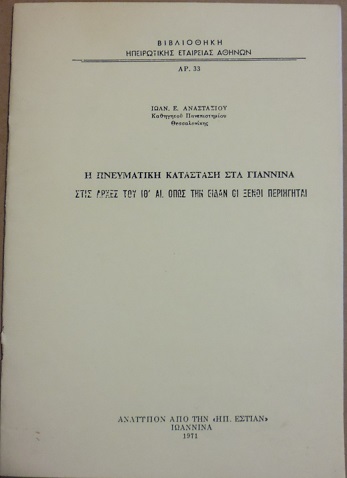 ΒΙΒΛΙΟΘΗΚΗ
ΗΠΕΙΡΩΤΙΚΗΣ ΕΤΑΙΡΕΙΑΣ ΑΘΗΝΩΝ
ΑΡ. 33
ΙΩΑΝ. Ε. ΑΝΑΣΤΑΣΙΟΥ
Καθηγητοῦ Πανεπιστημίου
Θεσσαλονίκης
Η ΠΝΕΥΜΑΤΙΚΗ ΚΑΤΑΣΤΑΣΗ ΣΤΑ ΓΙΑΝΝΙΝΑ
ΣΤΙΣ ΑΡΧΕΣ ΤΟΥ ΙΘ' ΑΙ. ΟΠΩΣ ΤΗΝ ΕΙΔΑΝ ΟΙ ΞΕΝΟΙ ΠΕΡΙΗΓΗΤΑΙ
ΑΝΑΤΥΠΟΝ ΑΠΟ ΤΗΝ «ΗΠ. ΕΣΤΙΑΝ»
ΙΩΑΝΝΙΝΑ
1971